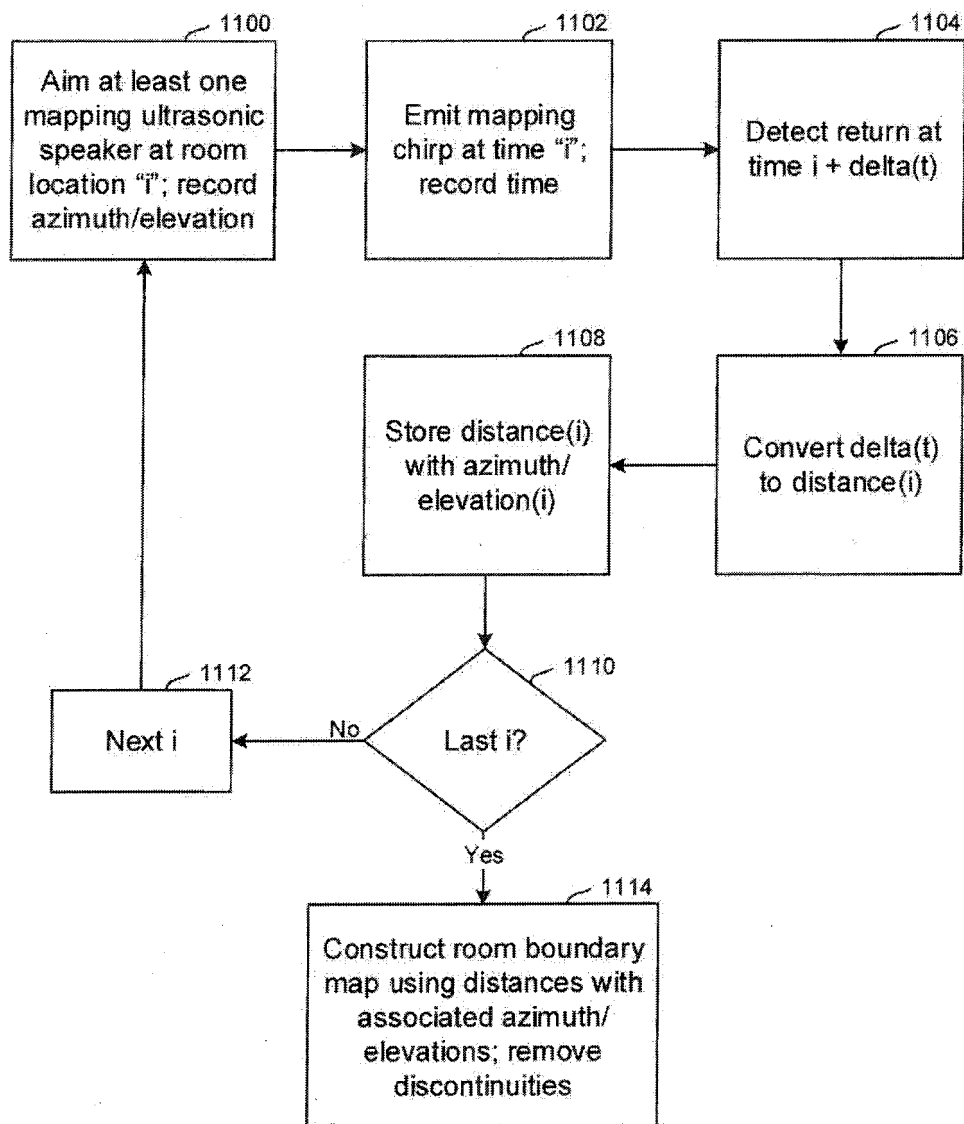 1100
Aim at least one
mapping ultrasonic
speaker at room
location “i”; record
azimuth/elevation
1102
Emit mapping
chirp at time “i”;
record time
1104
Detect return at
time i + delta(t)
1106
Convert delta(t)
to distance(i)
1108
Store distance(i)
with azimuth/
elevation(i)
1110
Last i?
No
1112
Next i
Yes
1114
Construct room boundary
map using distances with
associated azimuth/
elevations; remove
discontinuities